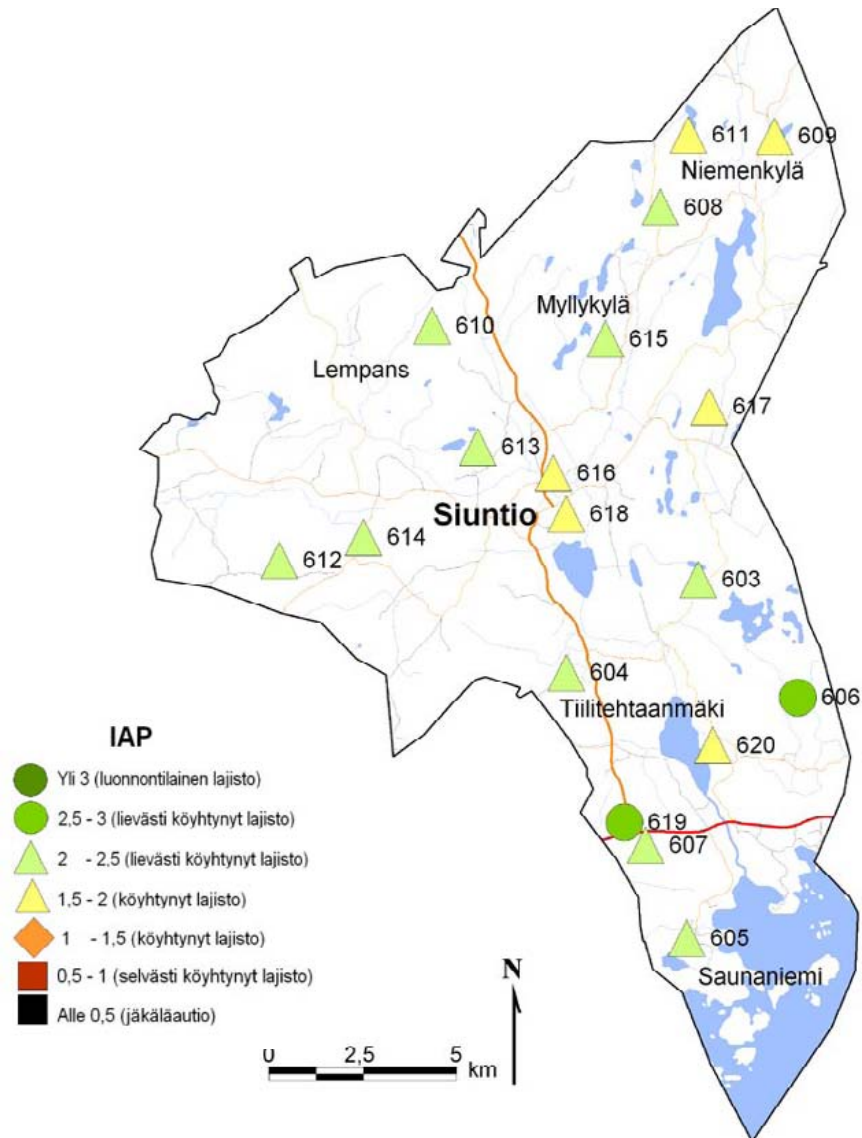 611
609
Niemenkylä
608
Myllykylä
610
615
Lempans
617
613
616
Siuntio
618
614
612
603
604
606
Tiilitehtaanmäki
620
IAP
Yli 3 (luonnontilainen lajisto)
2,5 - 3 (lievästi köyhtynyt lajisto)
619
607
2 - 2,5 (lievästi köyhtynyt lajisto)
1,5 - 2 (köyhtynyt lajisto)
1 - 1,5 (köyhtynyt lajisto)
605
0,5 - 1 (selvästi köyhtynyt lajisto)
Saunaniemi
Alle 0,5 (jäkäläautio)
N
0 2,5 5
km